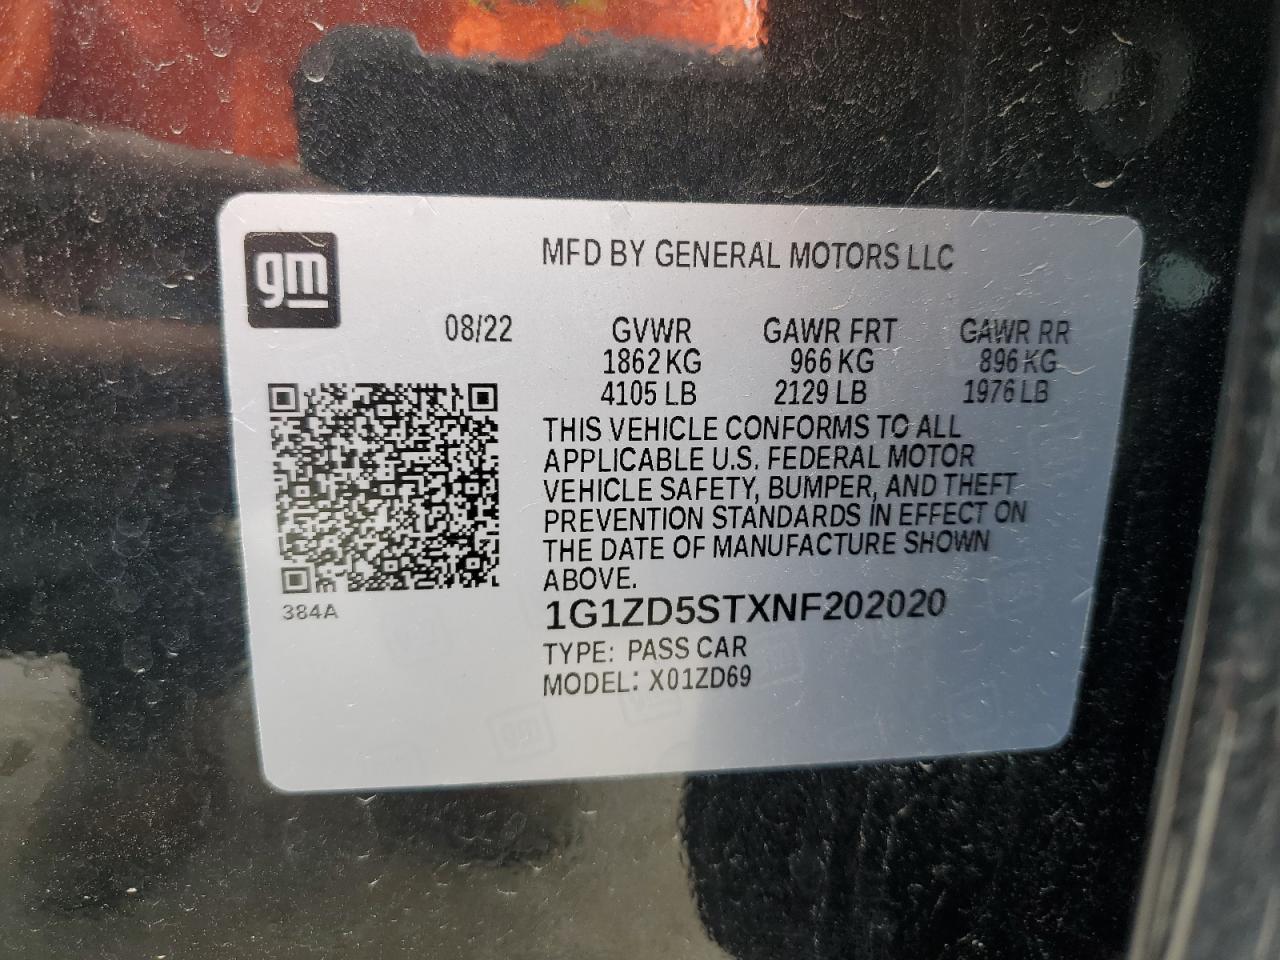 gm
MFD BY GENERAL MOTORS LLC
08/22 GVWR GAWR FRT GAWR RR
1862 KG 966 KG 896 KG
4105 LB 2129 LB 1976 LB
THIS VEHICLE CONFORMS TO ALL
APPLICABLE U.S. FEDERAL MOTOR
VEHICLE SAFETY, BUMPER, AND THEFT
PREVENTION STANDARDS IN EFFECT ON
THE DATE OF MANUFACTURE SHOWN
ABOVE.
384A
1G1ZD5STXNF202020
TYPE: PASS CAR
MODEL: X01ZD69